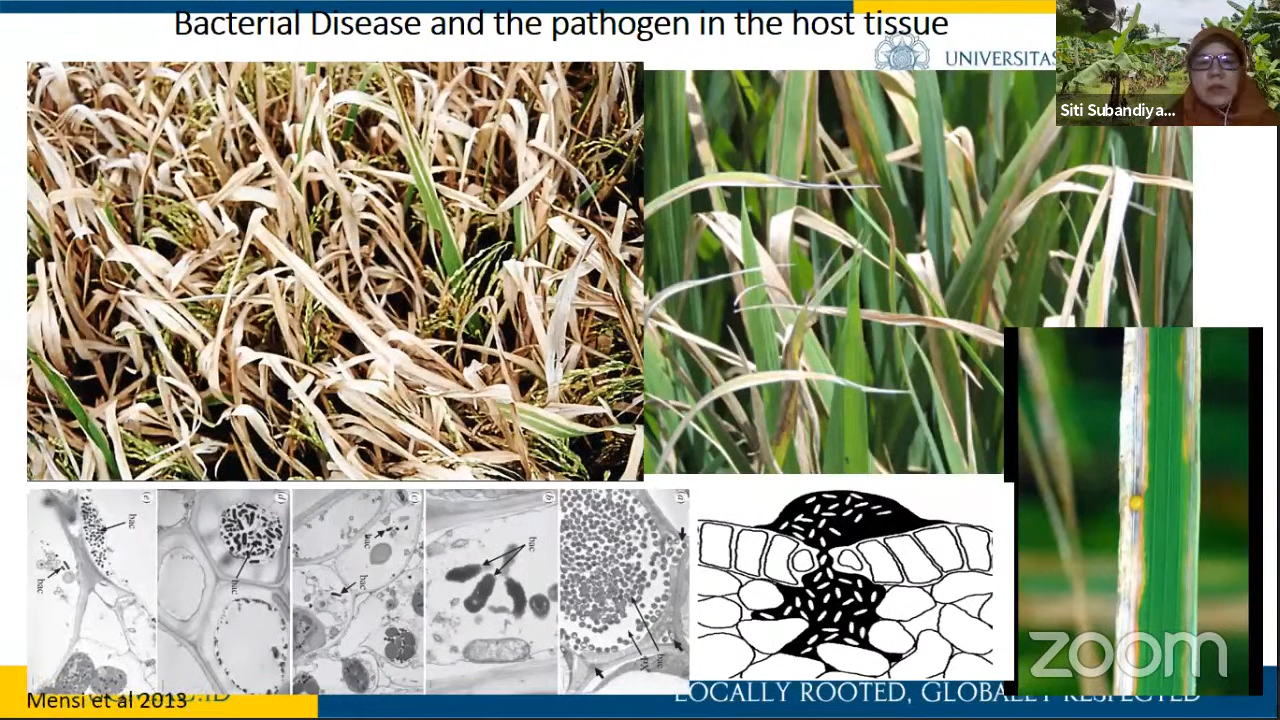 Bacterial Disease and the pathogen in the host tissue
UNIVERSITAS
Siti Subandiya...
(e)
bac
bac
(d)
bac
(c)
bac
bac
(b)
bac
(a)
bac
zoom
Mensi et al 2013
LOCALLY ROOTED, GLOBALLY RESPECTED